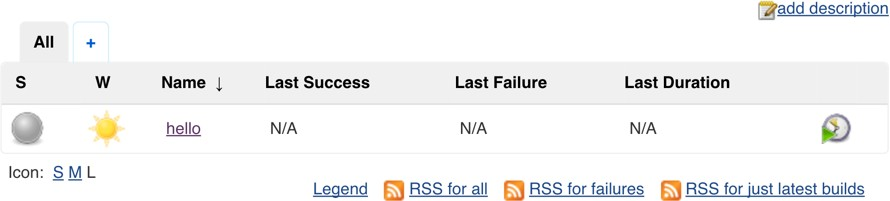 add description
All +
S W Name ↓ Last Success Last Failure Last Duration
hello N/A N/A N/A
Icon: S M L
Legend RSS for all RSS for failures RSS for just latest builds